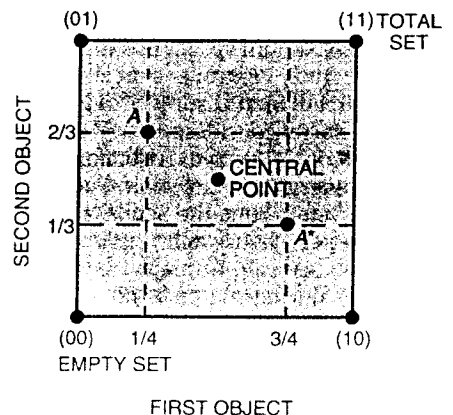 (01)
(11) TOTAL
SET
SECOND OBJECT
2/3
A
CENTRAL
POINT
1/3
A*
(00)
1/4
3/4
(10)
EMPTY SET
FIRST OBJECT